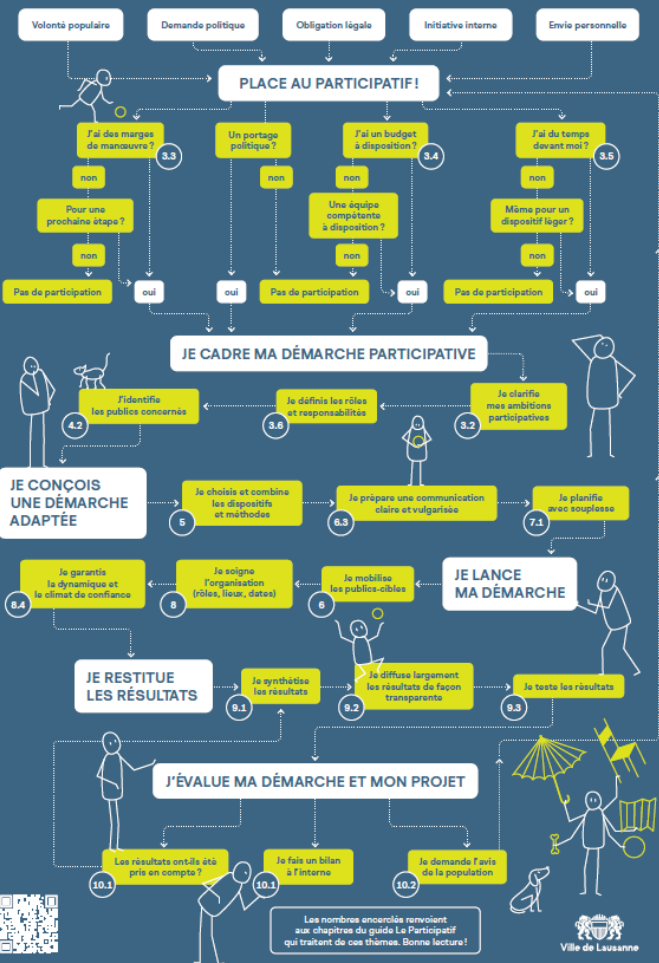 Volonté populaire
Demande politique
Obligation légale
Initiative interne
Envie personnelle
PLACE AU PARTICIPATIF !
J'ai des marges
de manœuvre ?
3.3
Un portage
politique ?
J'ai un budget
à disposition ?
3.4
J'ai du temps
devant moi ?
3.5
non
non
non
non
Pour une
prochaine étape ?
Une équipe
compétente
à disposition ?
Même pour un
dispositif léger ?
non
non
non
Pas de participation
oui
oui
Pas de participation
oui
Pas de participation
oui
JE CADRE MA DÉMARCHE PARTICIPATIVE
J'identifie
les publics concernés
4.2
Je définis les rôles
et responsabilités
3.6
Je clarifie
mes ambitions
participatives
3.2
JE CONÇOIS
UNE DÉMARCHE
ADAPTÉE
Je choisis et combine
les dispositifs
et méthodes
5
Je prépare une communication
claire et vulgarisée
6.3
Je planifie
avec souplesse
7.1
Je garantis
la dynamique et
le climat de confiance
8.4
Je soigne
l'organisation
(rôles, lieux, dates)
8
Je mobilise
les publics-cibles
6
JE LANCE
MA DÉMARCHE
JE RESTITUE
LES RÉSULTATS
Je synthétise
les résultats
9.1
Je diffuse largement
les résultats de façon
transparente
9.2
Je teste les résultats
9.3
J'ÉVALUE MA DÉMARCHE ET MON PROJET
Les résultats ont-ils été
pris en compte ?
10.1
Je fais un bilan
à l'interne
10.1
Je demande l'avis
de la population
10.2
Les nombres encerclés renvoient
aux chapitres du guide Le Participatif
qui traitent de ces thèmes. Bonne lecture !
Ville de Lausanne